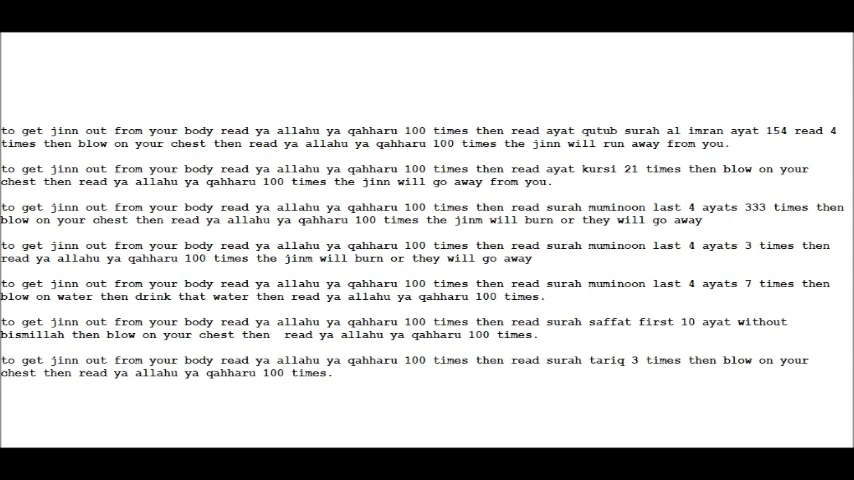 to get jinn out from your body read ya allahu ya qahharu 100 times then read ayat qutub surah al imran ayat 154 read 4
times then blow on your chest then read ya allahu ya qahharu 100 times the jinn will run away from you.
to get jinn out from your body read ya allahu ya qahharu 100 times then read ayat kursi 21 times then blow on your
chest then read ya allahu ya qahharu 100 times the jinn will go away from you.
to get jinn out from your body read ya allahu ya qahharu 100 times then read surah muminoon last 4 ayats 333 times then
blow on your chest then read ya allahu ya qahharu 100 times the jinm will burn or they will go away
to get jinn out from your body read ya allahu ya qahharu 100 times then read surah muminoon last 4 ayats 3 times then
read ya allahu ya qahharu 100 times the jinm will burn or they will go away
to get jinn out from your body read ya allahu ya qahharu 100 times then read surah muminoon last 4 ayats 7 times then
blow on water then drink that water then read ya allahu ya qahharu 100 times.
to get jinn out from your body read ya allahu ya qahharu 100 times then read surah saffat first 10 ayat without
bismillah then blow on your chest then  read ya allahu ya qahharu 100 times.
to get jinn out from your body read ya allahu ya qahharu 100 times then read surah tariq 3 times then blow on your
chest then read ya allahu ya qahharu 100 times.